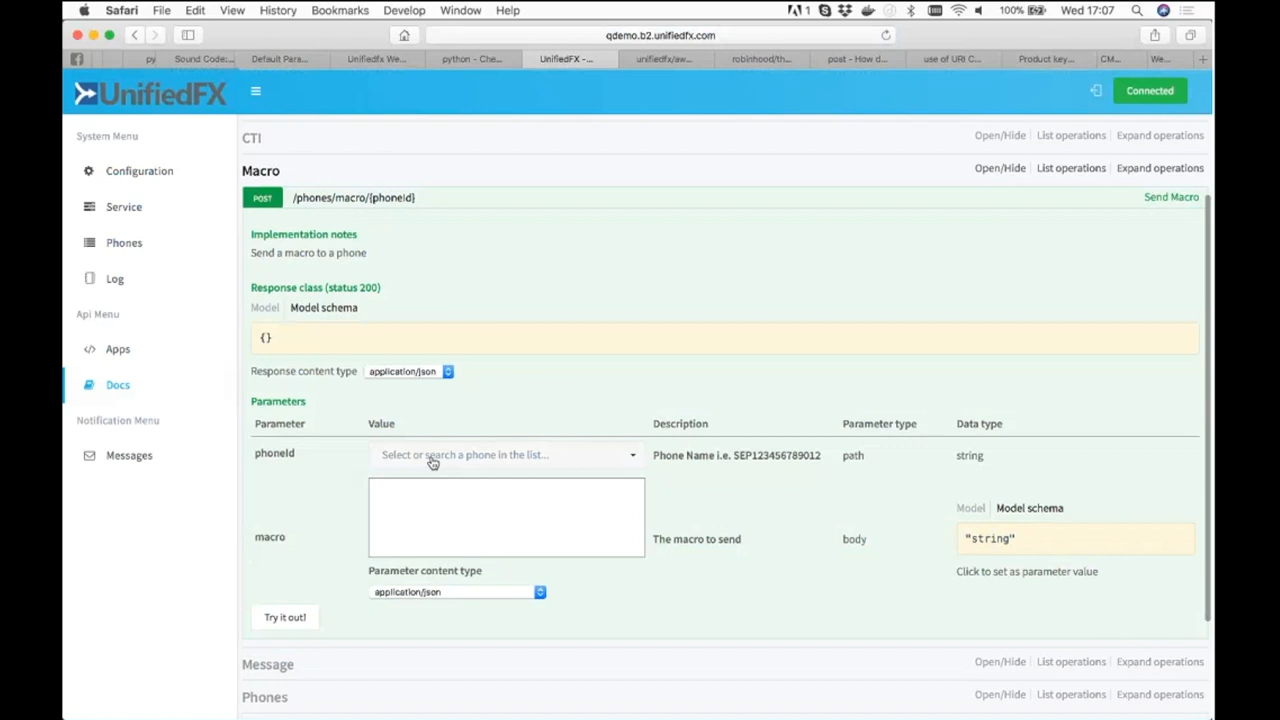 Safari File Edit View History Bookmarks Develop Window Help 1 100% Wed 17:07
qdemo.b2.unifiedfx.com
py Sound Code:... Default Para... Unifiedfx We... python - Che... UnifiedFX -... unifiedfx/aw... robinhood/th... post - How d... use of URI C... Product key... CM... We...
UnifiedFX Connected
System Menu
Configuration
Service
Phones
Log
Api Menu
Apps
Docs
Notification Menu
Messages
CTI Open/Hide List operations Expand operations
Macro Open/Hide List operations Expand operations
POST /phones/macro/{phoneId} Send Macro
Implementation notes
Send a macro to a phone
Response class (status 200)
Model Model schema
{}
Response content type application/json
Parameters
Parameter Value Description Parameter type Data type
phoneId Select or search a phone in the list... Phone Name i.e. SEP123456789012 path string
Model Model schema
macro The macro to send body "string"
Parameter content type Click to set as parameter value
application/json
Try it out!
Message Open/Hide List operations Expand operations
Phones Open/Hide List operations Expand operations